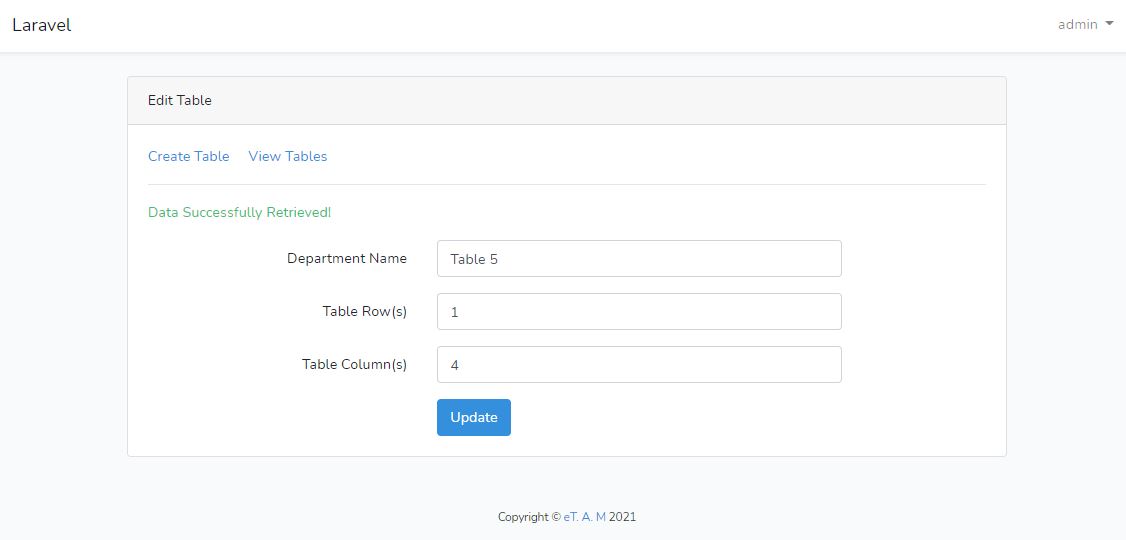 Laravel admin
Edit Table
Create Table View Tables
Data Successfully Retrieved!
Department Name Table 5
Table Row(s) 1
Table Column(s) 4
Update
Copyright © eT. A. M 2021